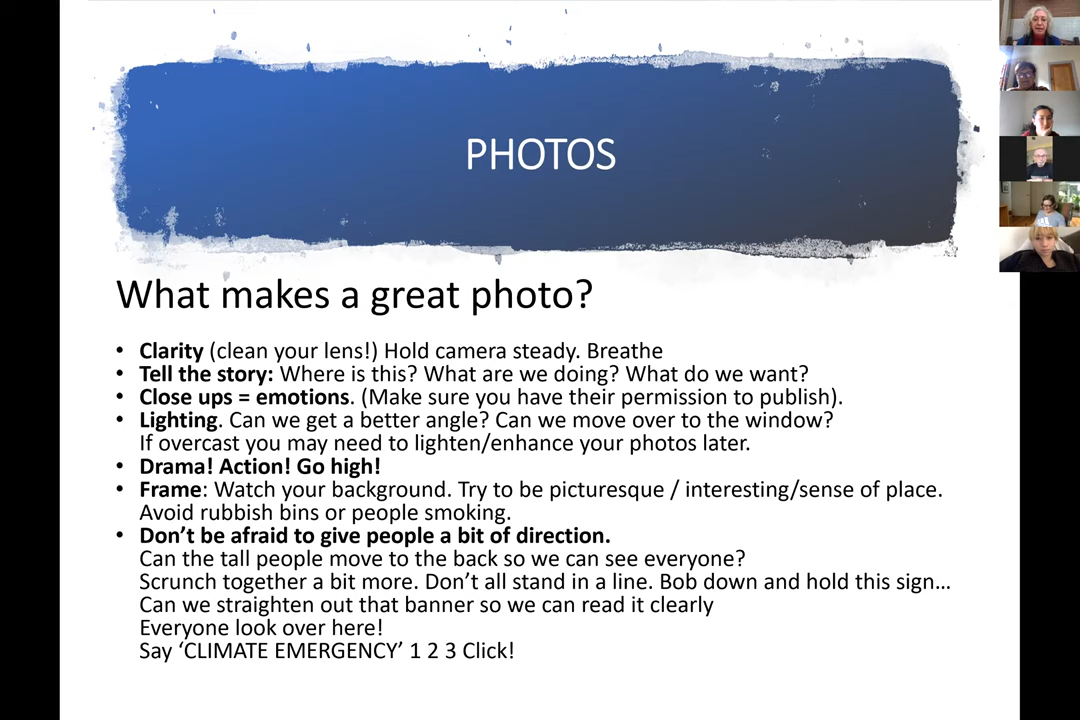 PHOTOS
What makes a great photo?
• Clarity (clean your lens!) Hold camera steady. Breathe
• Tell the story: Where is this? What are we doing? What do we want?
• Close ups = emotions. (Make sure you have their permission to publish).
• Lighting. Can we get a better angle? Can we move over to the window?
If overcast you may need to lighten/enhance your photos later.
• Drama! Action! Go high!
• Frame: Watch your background. Try to be picturesque / interesting/sense of place.
Avoid rubbish bins or people smoking.
• Don’t be afraid to give people a bit of direction.
Can the tall people move to the back so we can see everyone?
Scrunch together a bit more. Don’t all stand in a line. Bob down and hold this sign…
Can we straighten out that banner so we can read it clearly
Everyone look over here!
Say ‘CLIMATE EMERGENCY’ 1 2 3 Click!